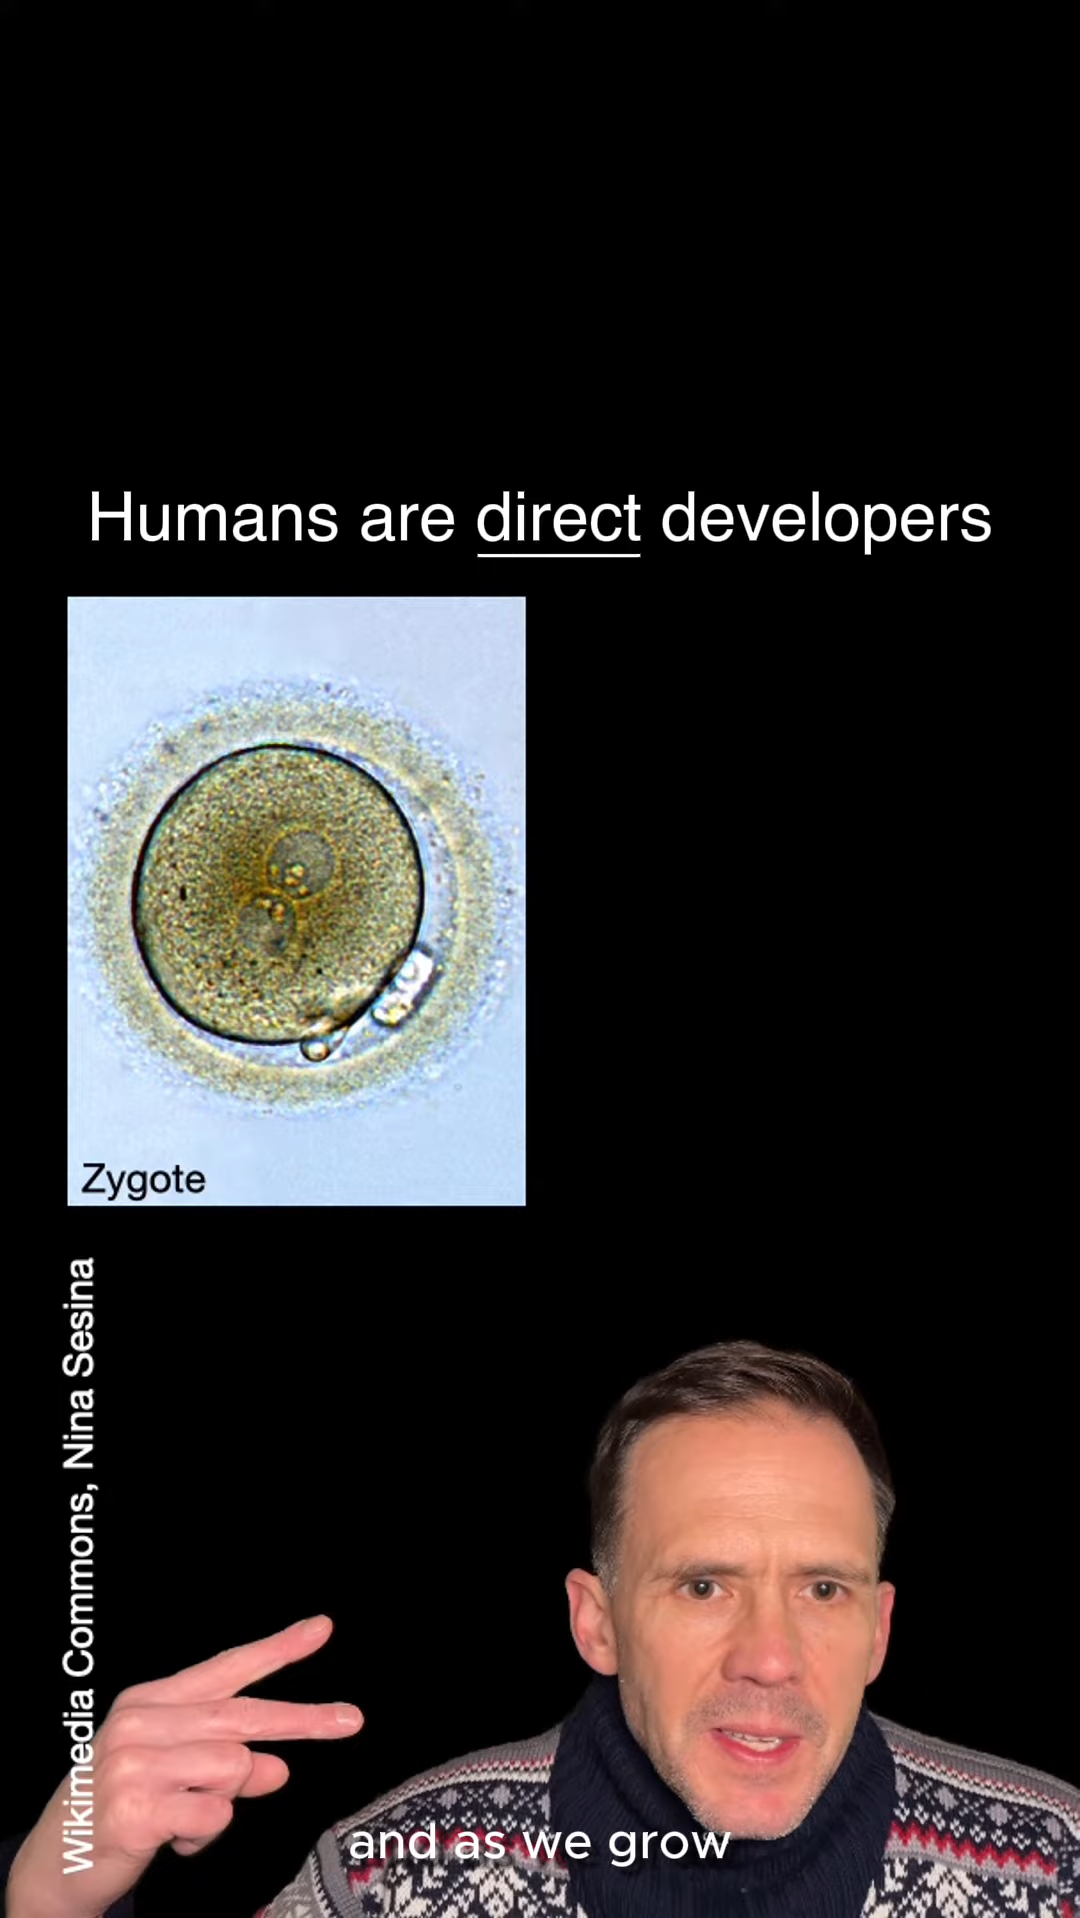 Humans are direct developers
Zygote
Wikimedia Commons, Nina Sesina
and as we grow